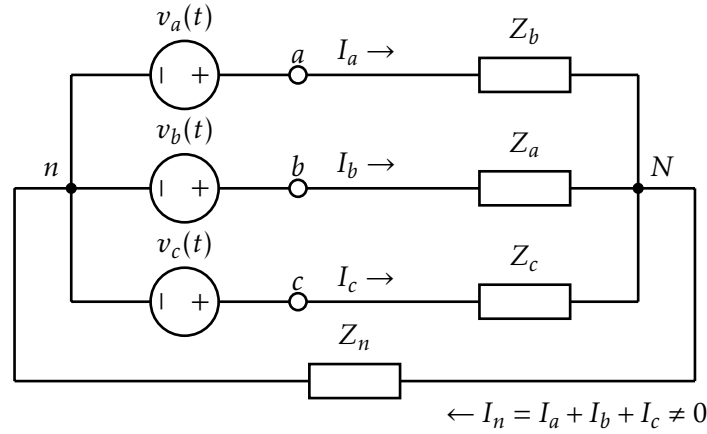 v_a(t)
a
I_a →
Z_b
v_b(t)
n
b
I_b →
Z_a
N
v_c(t)
c
I_c →
Z_c
Z_n
← I_n = I_a + I_b + I_c ≠ 0